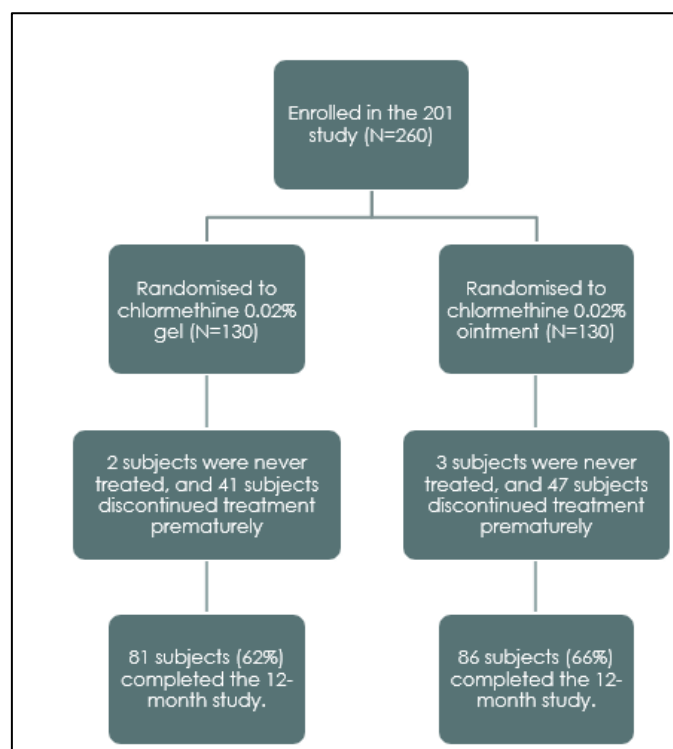 Enrolled in the 201
study (N=260)
Randomised to
chlormethine 0.02%
gel (N=130)
Randomised to
chlormethine 0.02%
ointment (N=130)
2 subjects were never
treated, and 41 subjects
discontinued treatment
prematurely
3 subjects were never
treated, and 47 subjects
discontinued treatment
prematurely
81 subjects (62%)
completed the 12-
month study.
86 subjects (66%)
completed the 12-
month study.